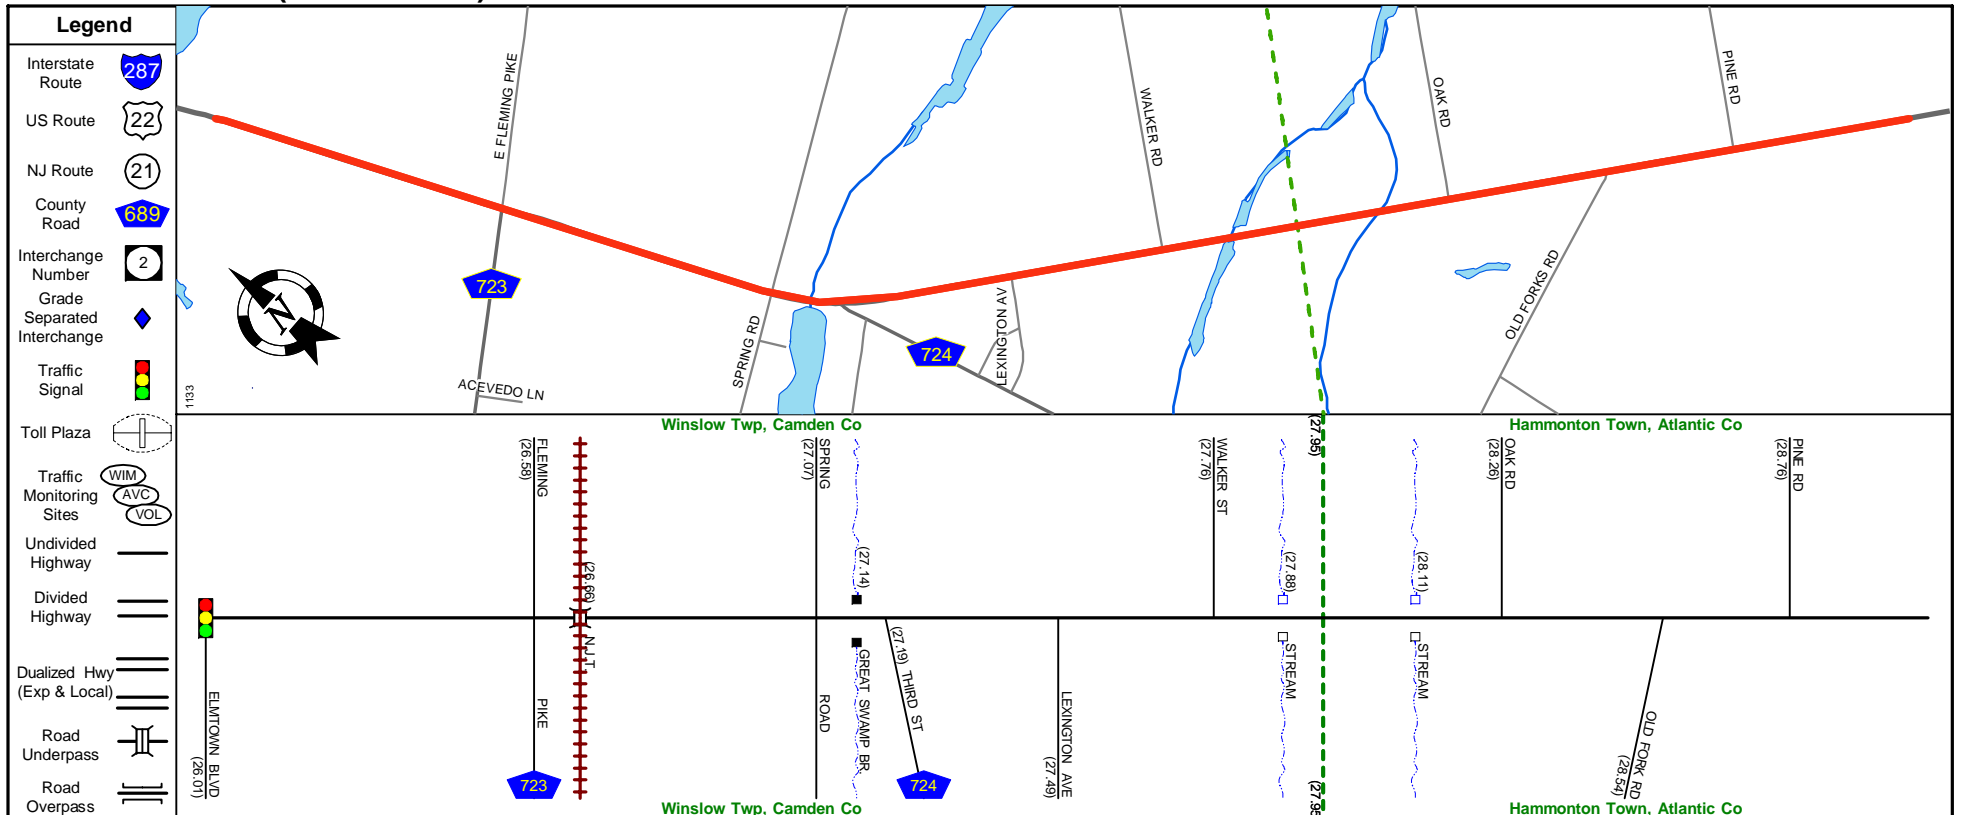 Legend
Interstate
Route
287
US Route
22
NJ Route
21
County
Road
689
Interchange
Number
2
Grade
Separated
Interchange
Traffic
Signal
Toll Plaza
Traffic
Monitoring
Sites
WIM
AVC
VOL
Undivided
Highway
Divided
Highway
Dualized Hwy
(Exp & Local)
Road
Underpass
Road
Overpass
1133
N
E FLEMING PIKE
723
ACEVEDO LN
SPRING RD
724
LEXINGTON AV
WALKER RD
OAK RD
OLD FORKS RD
PINE RD
Winslow Twp, Camden Co
(27.95)
Hammonton Town, Atlantic Co
ELMTOWN BLVD
(26.01)
FLEMING
(26.58)
PIKE
723
(26.66)
N.J.T.
SPRING
(27.07)
ROAD
(27.14)
GREAT SWAMP BR
(27.19) THIRD ST
724
LEXINGTON AVE
(27.49)
WALKER ST
(27.76)
(27.88)
STREAM
(28.11)
STREAM
OAK RD
(28.26)
OLD FORK RD
(28.54)
PINE RD
(28.76)
Winslow Twp, Camden Co
(27.95
Hammonton Town, Atlantic Co